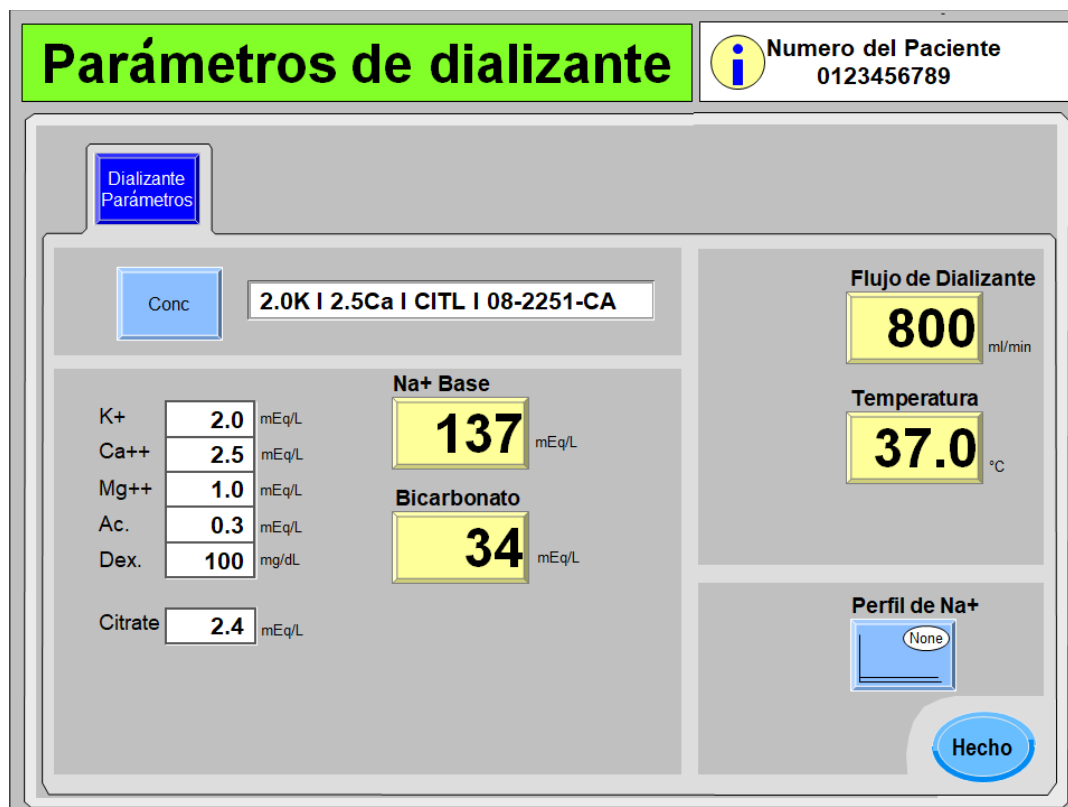 Parámetros de dializante
Numero del Paciente
0123456789
Dializante
Parámetros
Conc
2.0K I 2.5Ca I CITL I 08-2251-CA
Flujo de Dializante
800 ml/min
Temperatura
37.0 °C
K+ 2.0 mEq/L
Ca++ 2.5 mEq/L
Mg++ 1.0 mEq/L
Ac. 0.3 mEq/L
Dex. 100 mg/dL
Citrate 2.4 mEq/L
Na+ Base
137 mEq/L
Bicarbonato
34 mEq/L
Perfil de Na+
None
Hecho